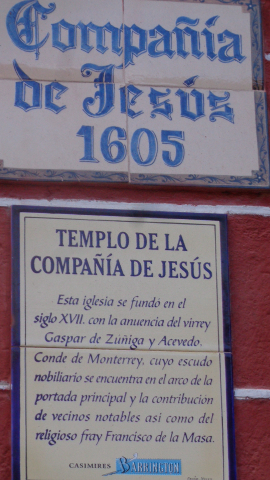 Compañía
de Jesús
1605
TEMPLO DE LA
COMPAÑÍA DE JESÚS
Esta iglesia se fundó en el
siglo XVII. con la anuencia del virrey
Gaspar de Zúñiga y Acevedo.
Conde de Monterrey, cuyo escudo
nobiliario se encuentra en el arco de la
portada principal y la contribución
de vecinos notables así como del
religioso fray Francisco de la Masa.
CASIMIRES BARRINGTON